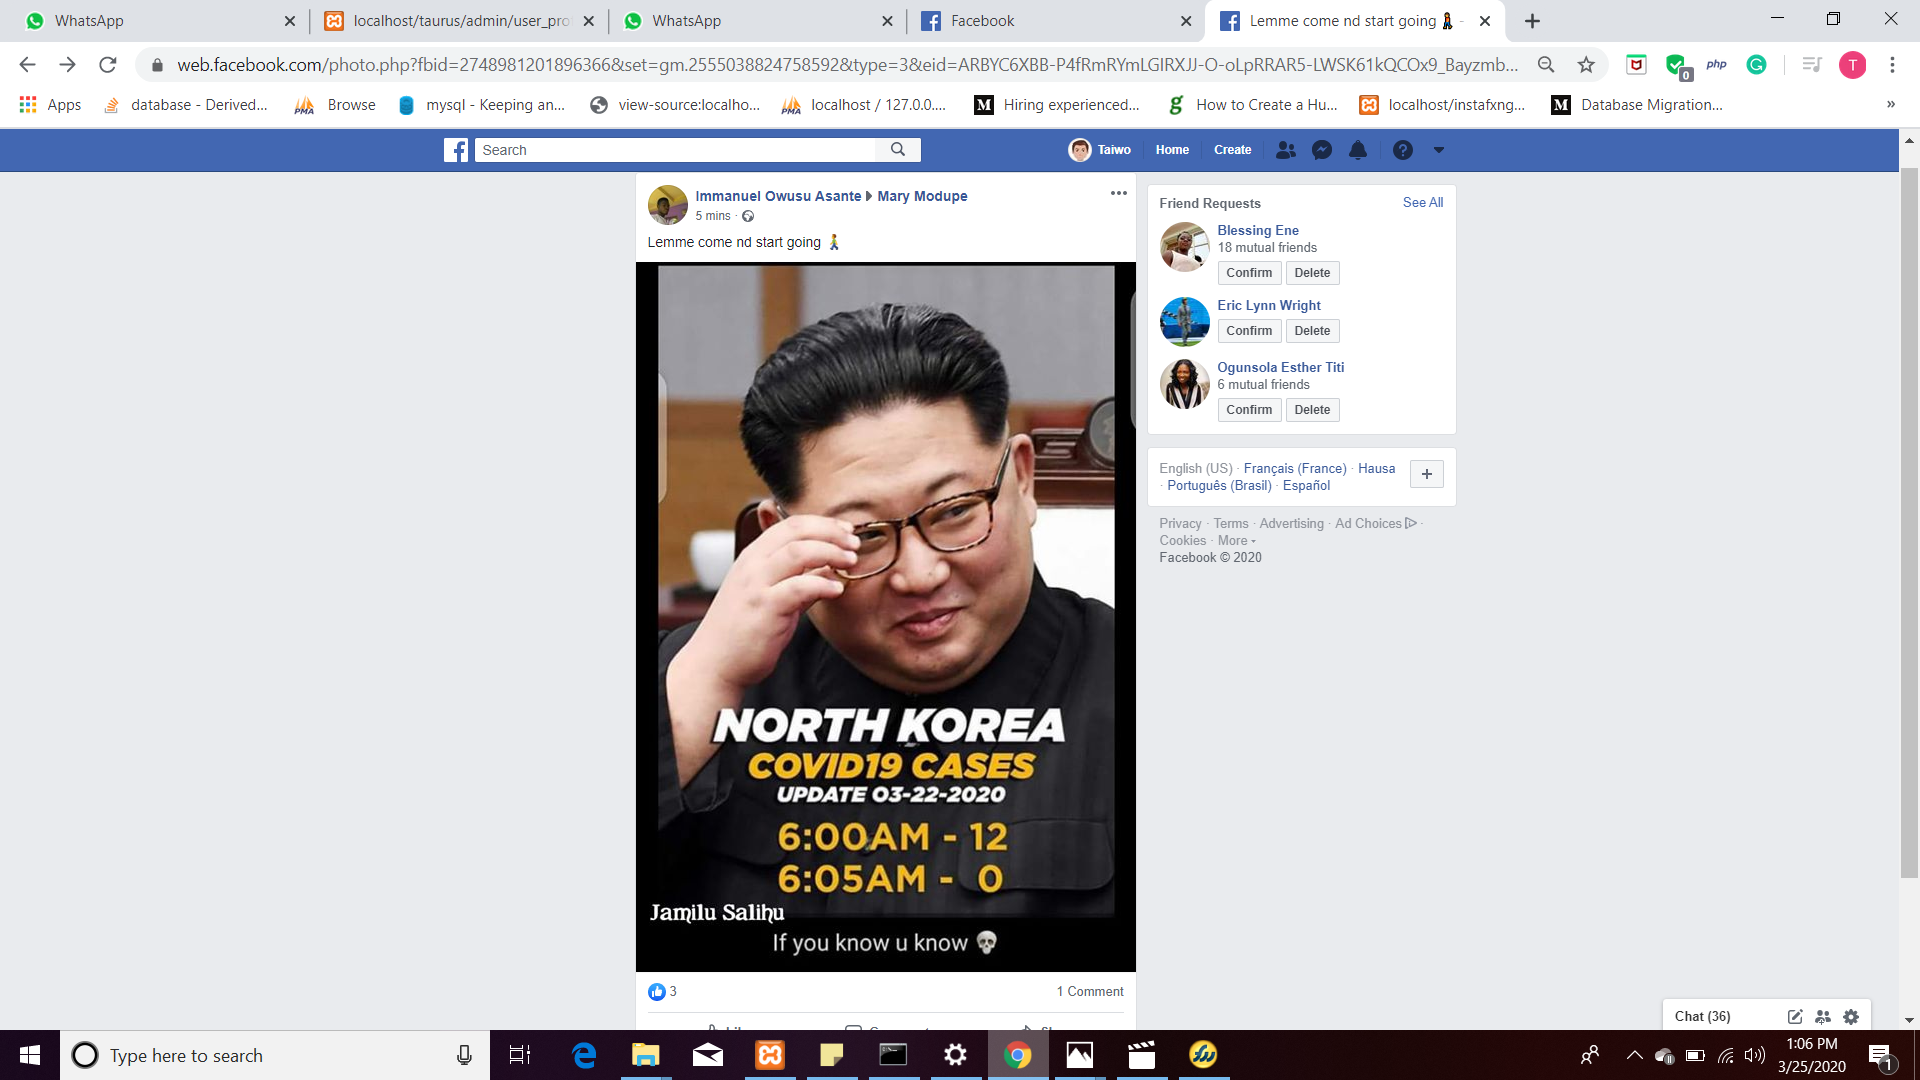 WhatsApp
localhost/taurus/admin/user_pro
WhatsApp
Facebook
Lemme come nd start going 🚶 -
web.facebook.com/photo.php?fbid=2748981201896366&set=gm.2555038824758592&type=3&eid=ARBYC6XBB-P4fRmRYmLGIRXJJ-O-oLpRRAR5-LWSK61kQCOx9_Bayzmb...
0
php
T
Apps
database - Derived...
Browse
mysql - Keeping an...
view-source:localho...
localhost / 127.0.0....
Hiring experienced...
How to Create a Hu...
localhost/instafxng...
Database Migration...
»
Search
Taiwo
Home
Create
Immanuel Owusu Asante ▸ Mary Modupe
5 mins ·
Lemme come nd start going 🚶
NORTH KOREA
COVID19 CASES
UPDATE 03-22-2020
6:00AM - 12
6:05AM - 0
Jamilu Salihu
If you know u know 💀
3
1 Comment
Friend Requests
See All
Blessing Ene
18 mutual friends
Confirm
Delete
Eric Lynn Wright
Confirm
Delete
Ogunsola Esther Titi
6 mutual friends
Confirm
Delete
English (US) · Français (France) · Hausa
· Português (Brasil) · Español
Privacy · Terms · Advertising · Ad Choices ·
Cookies · More
Facebook © 2020
Chat (36)
Type here to search
1:06 PM
3/25/2020
1